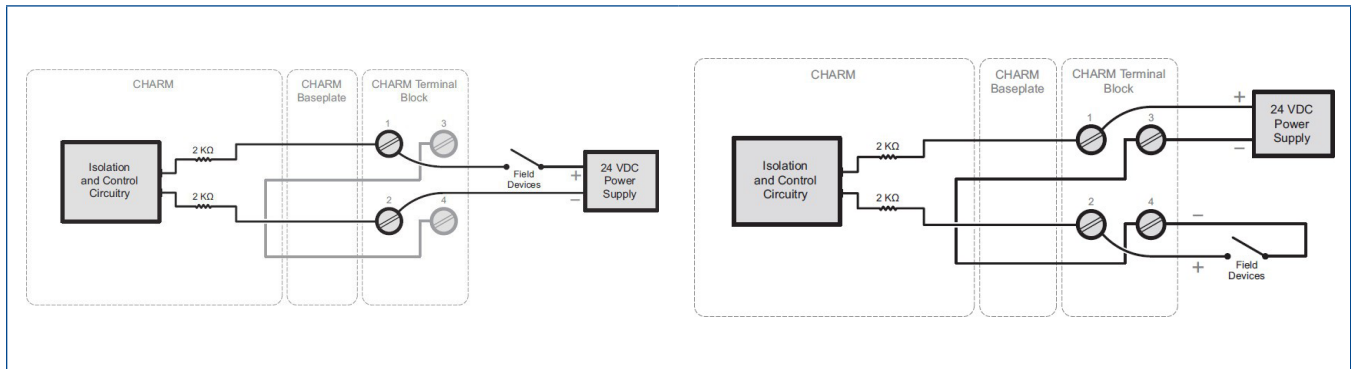 CHARM
CHARM
Baseplate
CHARM Terminal
Block
1
3
2 KΩ
Isolation
and Control
Circuitry
2 KΩ
2
4
Field
Devices
+
−
24 VDC
Power
Supply
CHARM
CHARM
Baseplate
CHARM Terminal
Block
1
3
+
−
24 VDC
Power
Supply
2 KΩ
Isolation
and Control
Circuitry
2 KΩ
2
4
−
+
Field
Devices